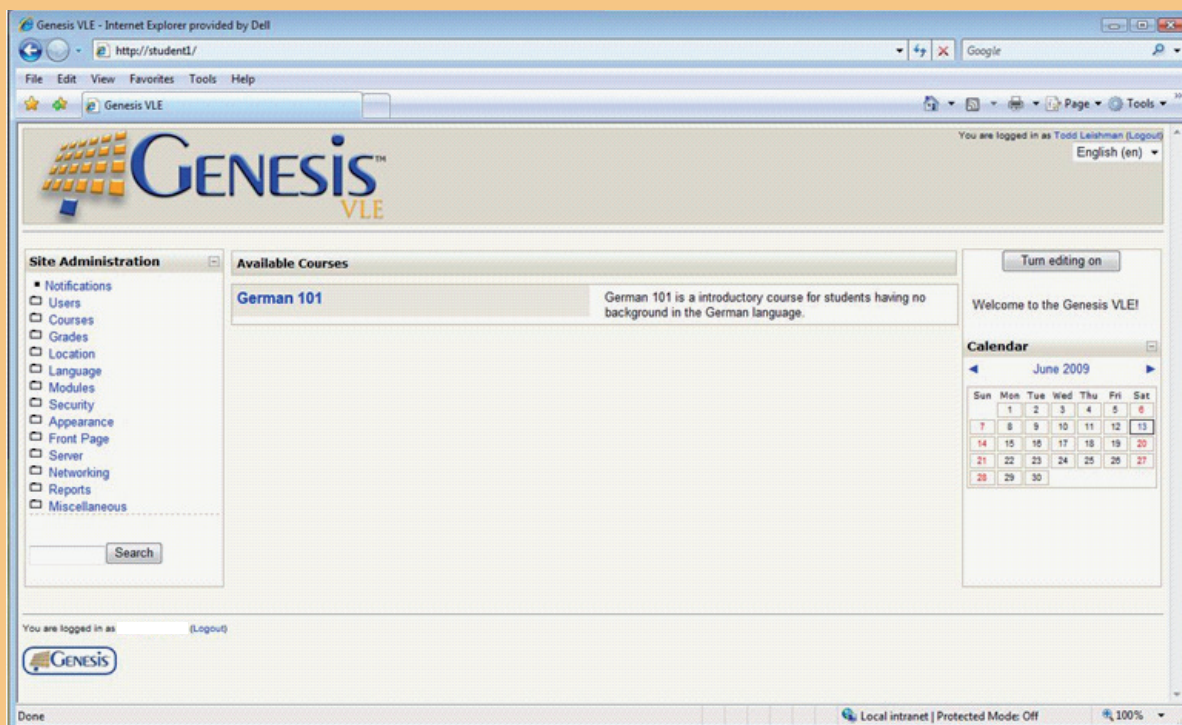 Genesis VLE - Internet Explorer provided by Dell
http://student1/
Google
File Edit View Favorites Tools Help
Genesis VLE
Page Tools
You are logged in as Todd Leishman (Logout)
English (en)
GENESIS™
VLE
Site Administration
Notifications
Users
Courses
Grades
Location
Language
Modules
Security
Appearance
Front Page
Server
Networking
Reports
Miscellaneous
Search
Available Courses
German 101
German 101 is a introductory course for students having no
background in the German language.
Turn editing on
Welcome to the Genesis VLE!
Calendar
June 2009
Sun Mon Tue Wed Thu Fri Sat
1 2 3 4 5 6
7 8 9 10 11 12 13
14 15 16 17 18 19 20
21 22 23 24 25 26 27
28 29 30
You are logged in as (Logout)
GENESIS
Done
Local intranet | Protected Mode: Off
100%